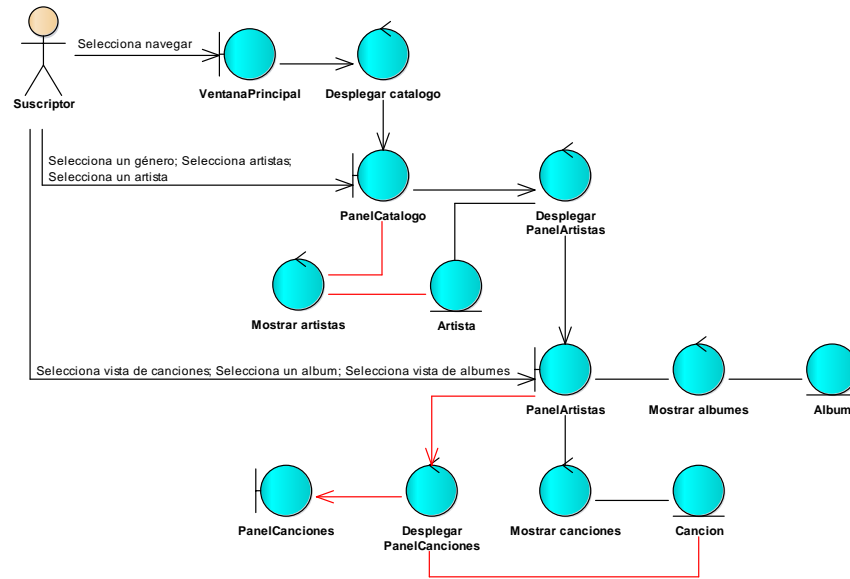 Selecciona navegar
Suscriptor
VentanaPrincipal
Desplegar catalogo
Selecciona un género; Selecciona artistas;
Selecciona un artista
PanelCatalogo
Desplegar
PanelArtistas
Mostrar artistas
Artista
Selecciona vista de canciones; Selecciona un album; Selecciona vista de albumes
PanelArtistas
Mostrar albumes
Album
PanelCanciones
Desplegar
PanelCanciones
Mostrar canciones
Cancion